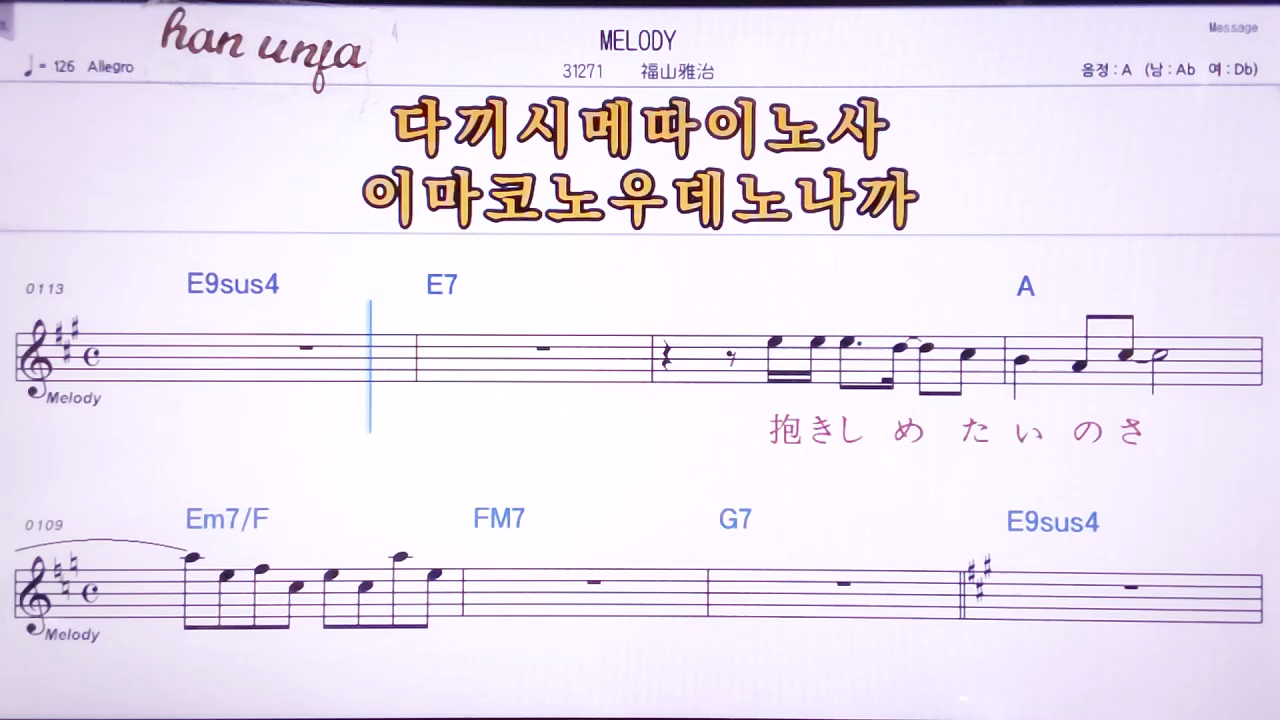 han unfa
MELODY
Message
♩= 126 Allegro
31271 福山雅治
음정 : A (남 : Ab 여 : Db)
다끼시메따이노사
이마코노우데노나까
0113
E9sus4 E7 A
Melody
抱きしめたいのさ
0109
Em7/F FM7 G7 E9sus4
Melody